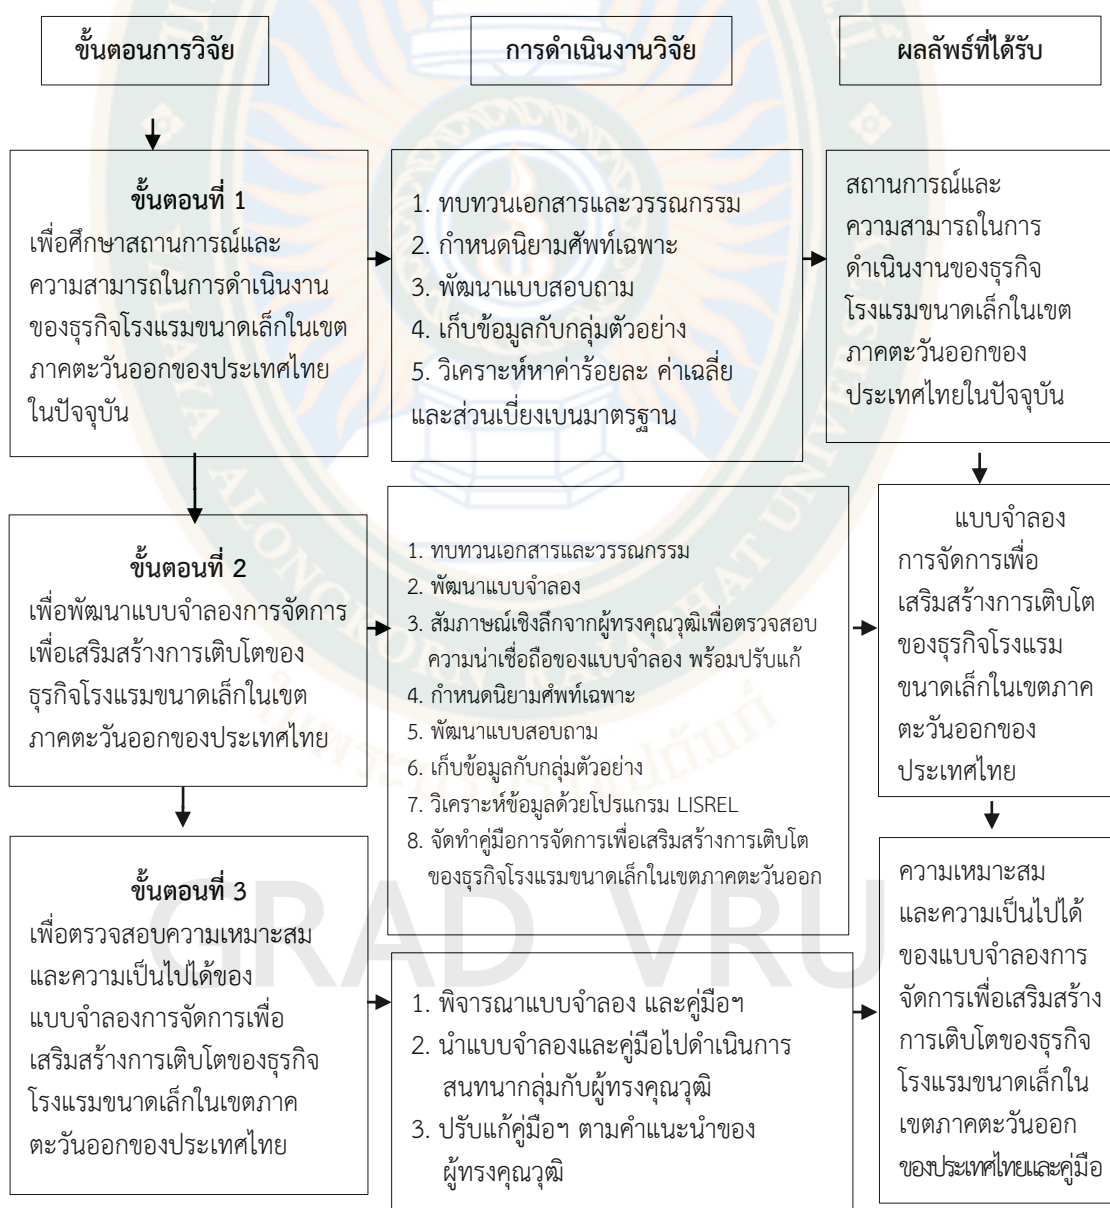 ขั้นตอนการวิจัย
การดำเนินงานวิจัย
ผลลัพธ์ที่ได้รับ
ขั้นตอนที่ 1
เพื่อศึกษาสถานการณ์และ
ความสามารถในการดำเนินงาน
ของธุรกิจโรงแรมขนาดเล็กในเขต
ภาคตะวันออกของประเทศไทย
ในปัจจุบัน
1. ทบทวนเอกสารและวรรณกรรม
2. กำหนดนิยามศัพท์เฉพาะ
3. พัฒนาแบบสอบถาม
4. เก็บข้อมูลกับกลุ่มตัวอย่าง
5. วิเคราะห์หาค่าร้อยละ ค่าเฉลี่ย
และส่วนเบี่ยงเบนมาตรฐาน
สถานการณ์และ
ความสามารถในการ
ดำเนินงานของธุรกิจ
โรงแรมขนาดเล็กในเขต
ภาคตะวันออกของ
ประเทศไทยในปัจจุบัน
ขั้นตอนที่ 2
เพื่อพัฒนาแบบจำลองการจัดการ
เพื่อเสริมสร้างการเติบโตของ
ธุรกิจโรงแรมขนาดเล็กในเขต
ภาคตะวันออกของประเทศไทย
1. ทบทวนเอกสารและวรรณกรรม
2. พัฒนาแบบจำลอง
3. สัมภาษณ์เชิงลึกจากผู้ทรงคุณวุฒิเพื่อตรวจสอบ
ความน่าเชื่อถือของแบบจำลอง พร้อมปรับแก้
4. กำหนดนิยามศัพท์เฉพาะ
5. พัฒนาแบบสอบถาม
6. เก็บข้อมูลกับกลุ่มตัวอย่าง
7. วิเคราะห์ข้อมูลด้วยโปรแกรม LISREL
8. จัดทำคู่มือการจัดการเพื่อเสริมสร้างการเติบโต
ของธุรกิจโรงแรมขนาดเล็กในเขตภาคตะวันออก
แบบจำลอง
การจัดการเพื่อ
เสริมสร้างการเติบโต
ของธุรกิจโรงแรม
ขนาดเล็กในเขตภาค
ตะวันออกของ
ประเทศไทย
ขั้นตอนที่ 3
เพื่อตรวจสอบความเหมาะสม
และความเป็นไปได้ของ
แบบจำลองการจัดการเพื่อ
เสริมสร้างการเติบโตของธุรกิจ
โรงแรมขนาดเล็กในเขตภาค
ตะวันออกของประเทศไทย
1. พิจารณาแบบจำลอง และคู่มือฯ
2. นำแบบจำลองและคู่มือไปดำเนินการ
สนทนากลุ่มกับผู้ทรงคุณวุฒิ
3. ปรับแก้คู่มือฯ ตามคำแนะนำของ
ผู้ทรงคุณวุฒิ
ความเหมาะสม
และความเป็นไปได้
ของแบบจำลองการ
จัดการเพื่อเสริมสร้าง
การเติบโตของธุรกิจ
โรงแรมขนาดเล็กใน
เขตภาคตะวันออก
ของประเทศไทยและคู่มือ
GRAD VRU